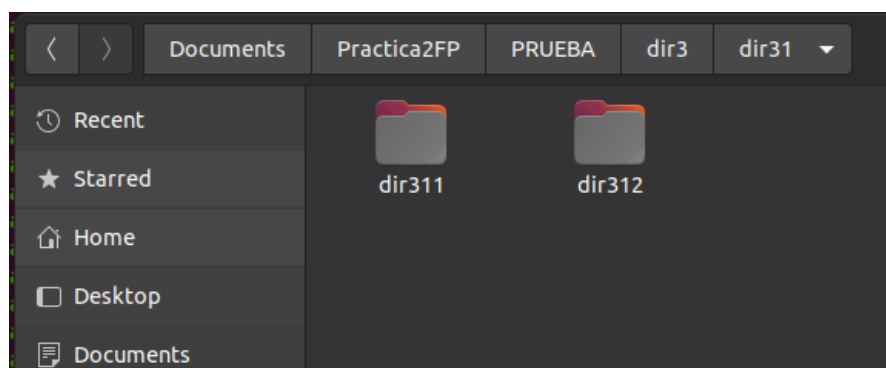 Documents Practica2FP PRUEBA dir3 dir31
Recent
Starred
Home
Desktop
Documents
dir311 dir312